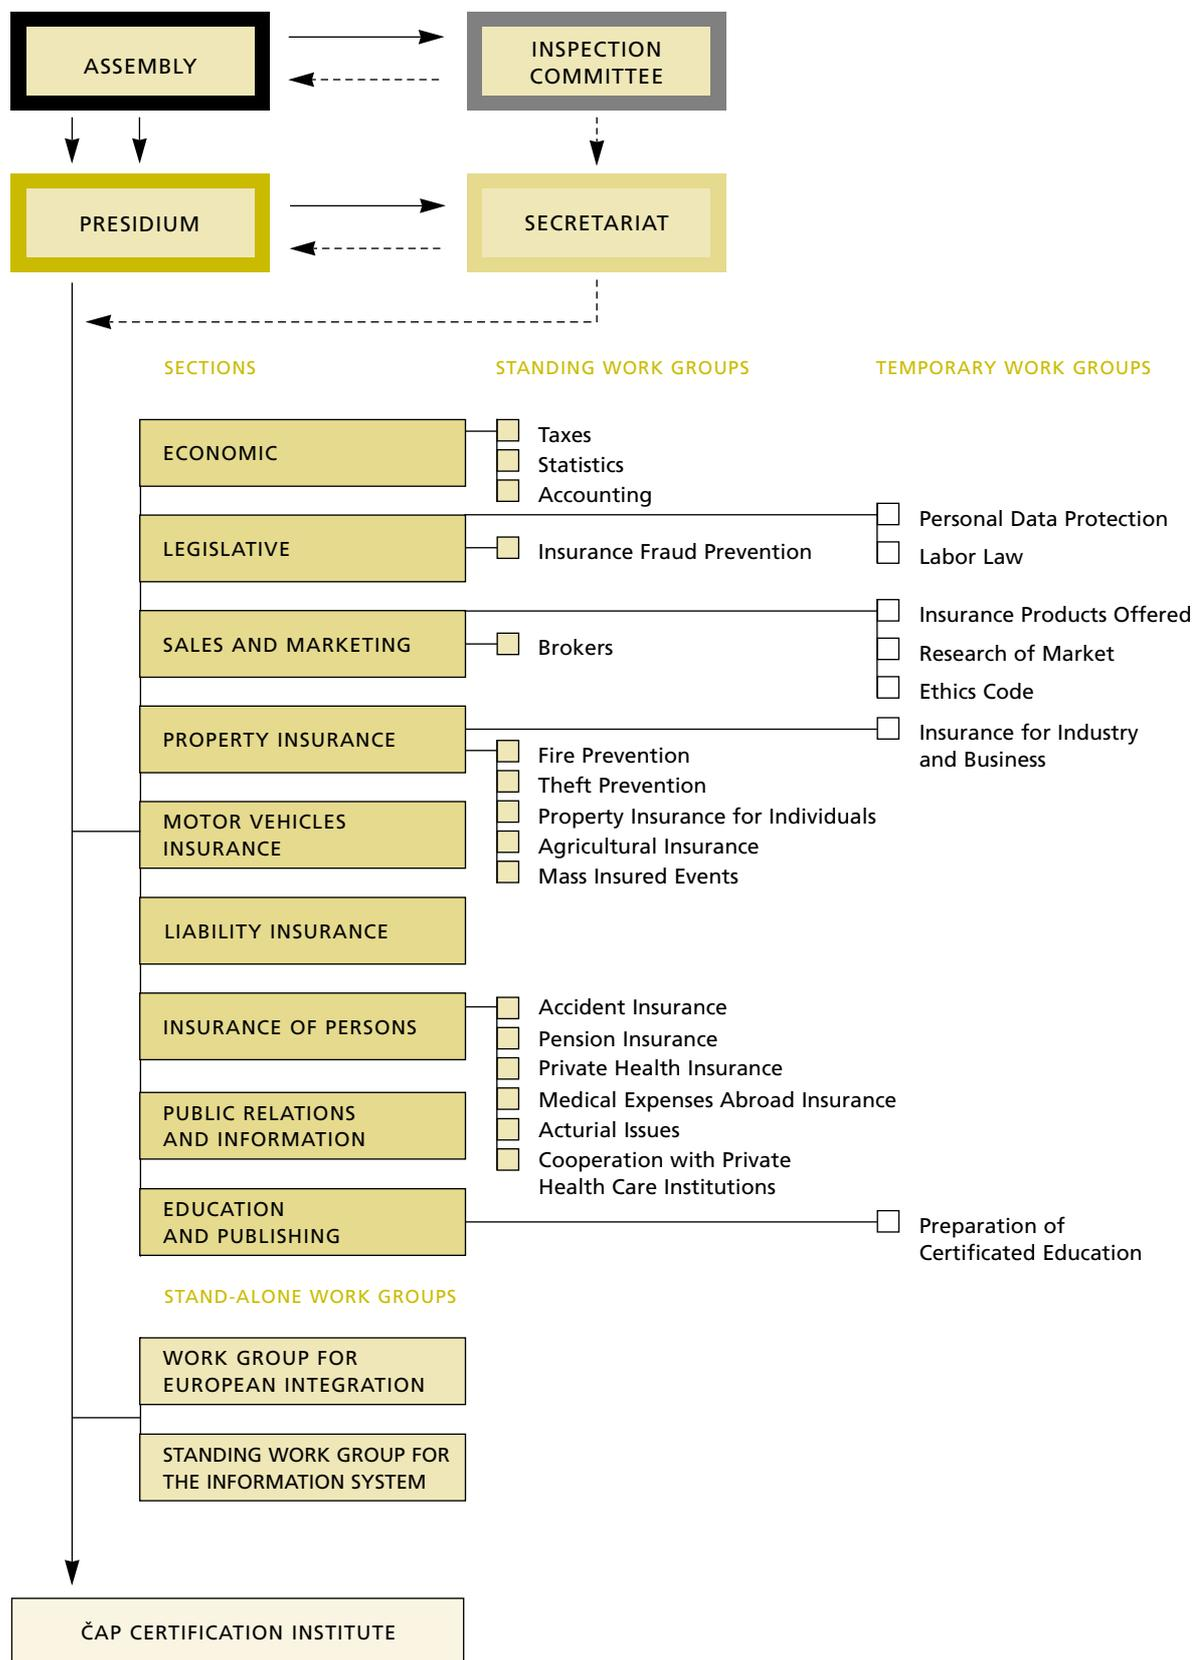 ASSEMBLY
INSPECTION
COMMITTEE
PRESIDIUM
SECRETARIAT
SECTIONS
STANDING WORK GROUPS
TEMPORARY WORK GROUPS
ECONOMIC
Taxes
Statistics
Accounting
LEGISLATIVE
Insurance Fraud Prevention
Personal Data Protection
Labor Law
SALES AND MARKETING
Brokers
Insurance Products Offered
Research of Market
Ethics Code
PROPERTY INSURANCE
Insurance for Industry
and Business
Fire Prevention
Theft Prevention
Property Insurance for Individuals
Agricultural Insurance
Mass Insured Events
MOTOR VEHICLES
INSURANCE
LIABILITY INSURANCE
INSURANCE OF PERSONS
Accident Insurance
Pension Insurance
Private Health Insurance
Medical Expenses Abroad Insurance
Acturial Issues
Cooperation with Private
Health Care Institutions
PUBLIC RELATIONS
AND INFORMATION
EDUCATION
AND PUBLISHING
Preparation of
Certificated Education
STAND-ALONE WORK GROUPS
WORK GROUP FOR
EUROPEAN INTEGRATION
STANDING WORK GROUP FOR
THE INFORMATION SYSTEM
ČAP CERTIFICATION INSTITUTE